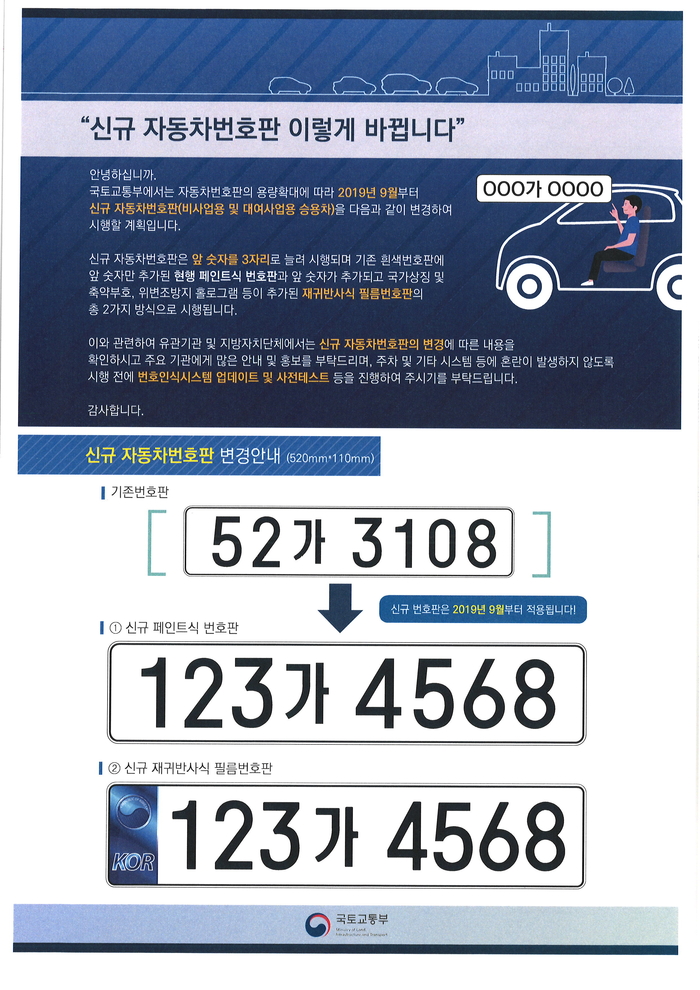 “신규 자동차번호판 이렇게 바뀝니다”
안녕하십니까.
국토교통부에서는 자동차번호판의 용량확대에 따라 2019년 9월부터
신규 자동차번호판(비사업용 및 대여사업용 승용차)을 다음과 같이 변경하여
시행할 계획입니다.
000가 0000
신규 자동차번호판은 앞 숫자를 3자리로 늘려 시행되며 기존 흰색번호판에
앞 숫자만 추가된 현행 페인트식 번호판과 앞 숫자가 추가되고 국가상징 및
축약부호, 위변조방지 홀로그램 등이 추가된 재귀반사식 필름번호판의
총 2가지 방식으로 시행됩니다.
이와 관련하여 유관기관 및 지방자치단체에서는 신규 자동차번호판의 변경에 따른 내용을
확인하시고 주요 기관에게 많은 안내 및 홍보를 부탁드리며, 주차 및 기타 시스템 등에 혼란이 발생하지 않도록
시행 전에 번호인식시스템 업데이트 및 사전테스트 등을 진행하여 주시기를 부탁드립니다.
감사합니다.
신규 자동차번호판 변경안내 (520mm*110mm)
기존번호판
52가 3108
신규 번호판은 2019년 9월부터 적용됩니다!
① 신규 페인트식 번호판
123가 4568
② 신규 재귀반사식 필름번호판
KOR
123가 4568
국토교통부
Ministry of Land,
Infrastructure and Transport